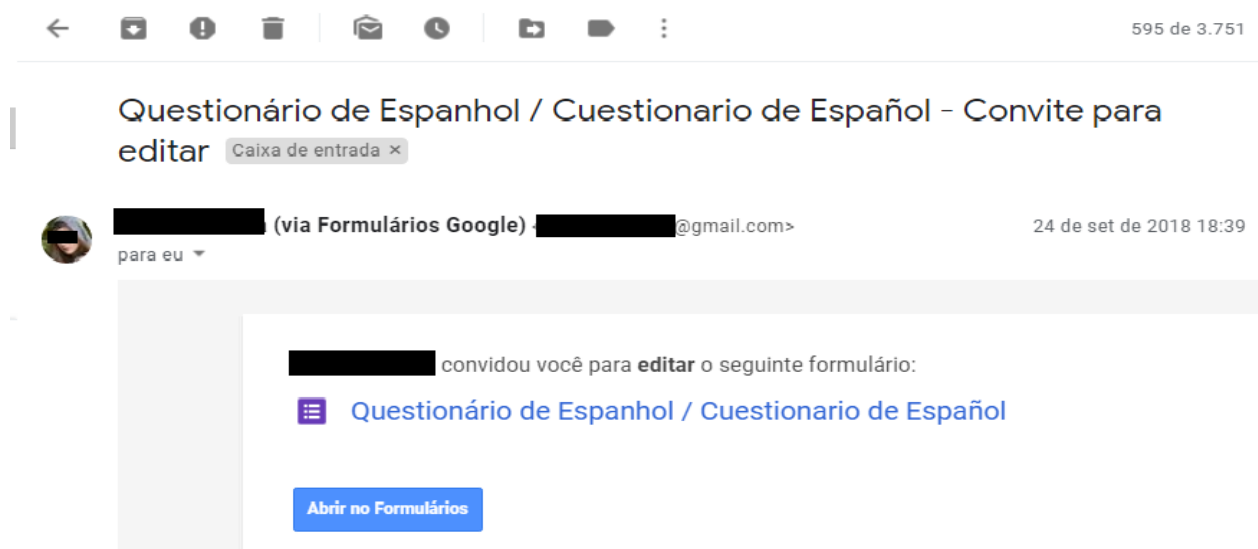 595 de 3.751
Questionário de Espanhol / Cuestionario de Español - Convite para
editar Caixa de entrada ×
(via Formulários Google) @gmail.com> 24 de set de 2018 18:39
para eu
convidou você para editar o seguinte formulário:
Questionário de Espanhol / Cuestionario de Español
Abrir no Formulários